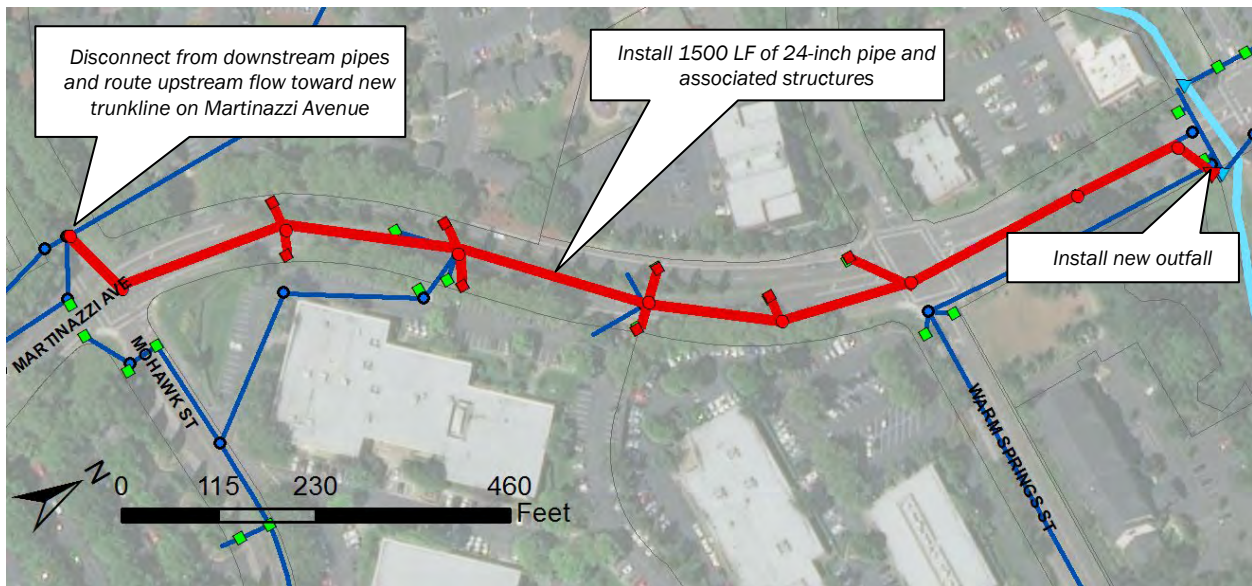 Disconnect from downstream pipes
and route upstream flow toward new
trunkline on Martinazzi Avenue
Install 1500 LF of 24-inch pipe and
associated structures
Install new outfall
MARTINAZZI AVE
MOHAWK ST
WARM SPRINGS ST
N
0 115 230 460
Feet